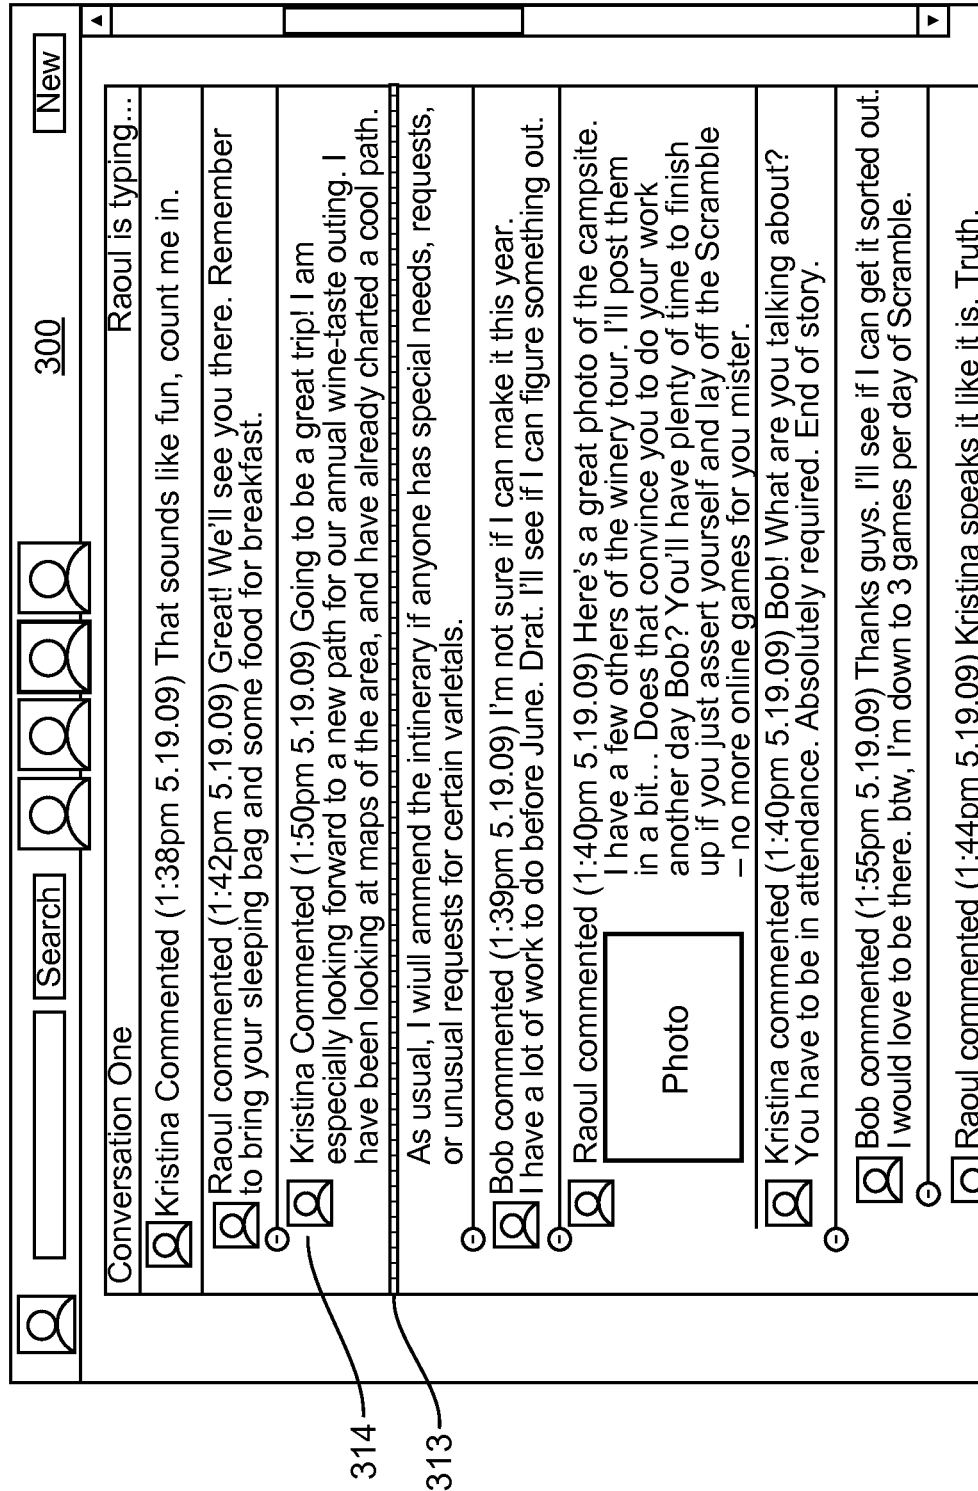 Search
300
New
Conversation One
Raoul is typing...
Kristina Commented (1:38pm 5.19.09) That sounds like fun, count me in.
Raoul commented (1:42pm 5.19.09) Great! We'll see you there. Remember
to bring your sleeping bag and some food for breakfast.
Kristina Commented (1:50pm 5.19.09) Going to be a great trip! I am
especially looking forward to a new path for our annual wine-taste outing. I
have been looking at maps of the area, and have already charted a cool path.
As usual, I wiull ammend the intinerary if anyone has special needs, requests,
or unusual requests for certain varletals.
Bob commented (1:39pm 5.19.09) I'm not sure if I can make it this year.
I have a lot of work to do before June. Drat. I'll see if I can figure something out.
Raoul commented (1:40pm 5.19.09) Here's a great photo of the campsite.
I have a few others of the winery tour. I'll post them
in a bit... Does that convince you to do your work
another day Bob? You'll have plenty of time to finish
up if you just assert yourself and lay off the Scramble
– no more online games for you mister.
Photo
Kristina commented (1:40pm 5.19.09) Bob! What are you talking about?
You have to be in attendance. Absolutely required. End of story.
Bob commented (1:55pm 5.19.09) Thanks guys. I'll see if I can get it sorted out.
I would love to be there. btw, I'm down to 3 games per day of Scramble.
Raoul commented (1:44pm 5.19.09) Kristina speaks it like it is. Truth.
314
313